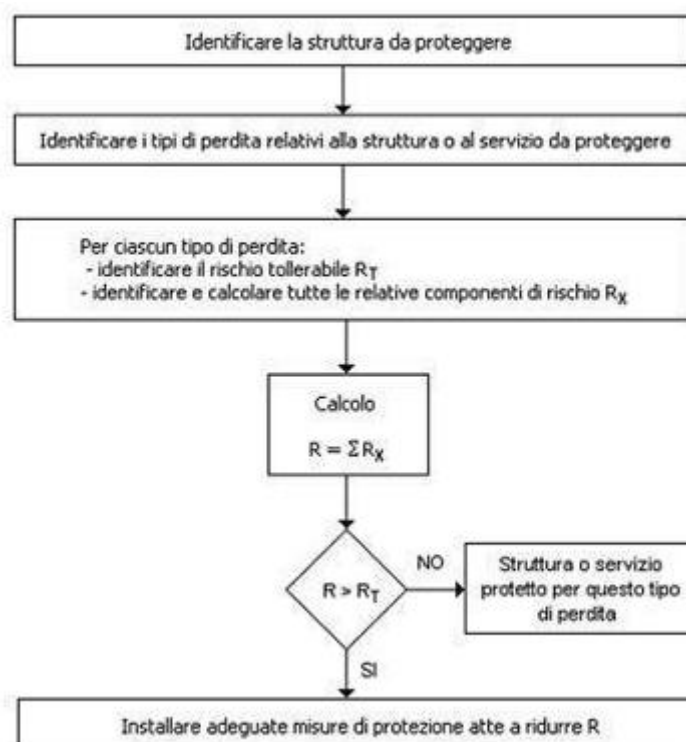 Identificare la struttura da proteggere
Identificare i tipi di perdita relativi alla struttura o al servizio da proteggere
Per ciascun tipo di perdita:
- identificare il rischio tollerabile RT
- identificare e calcolare tutte le relative componenti di rischio RX
Calcolo
R = ΣRX
R > RT
NO
Struttura o servizio
protetto per questo tipo
di perdita
SI
Installare adeguate misure di protezione atte a ridurre R